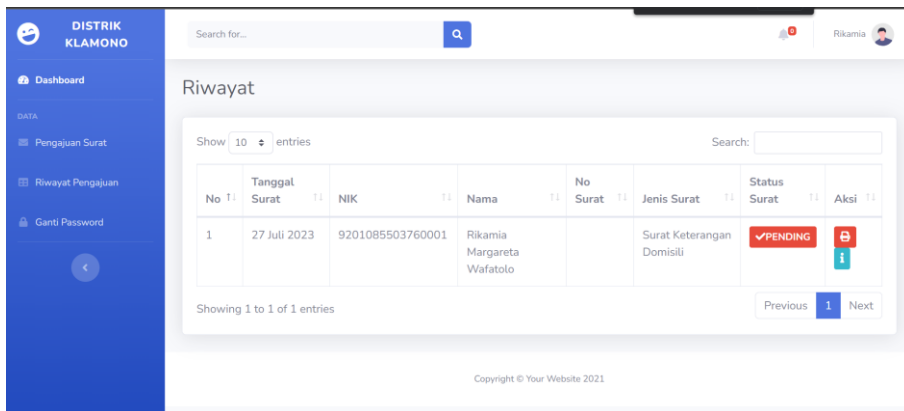 DISTRIK
KLAMONO
Search for...
0
Rikamia
Dashboard
DATA
Pengajuan Surat
Riwayat Pengajuan
Ganti Password
Riwayat
Show 10 entries
Search:
No
Tanggal
Surat
NIK
Nama
No
Surat
Jenis Surat
Status
Surat
Aksi
1
27 Juli 2023
9201085503760001
Rikamia
Margareta
Wafatolo
Surat Keterangan
Domisili
PENDING
Showing 1 to 1 of 1 entries
Previous 1 Next
Copyright © Your Website 2021